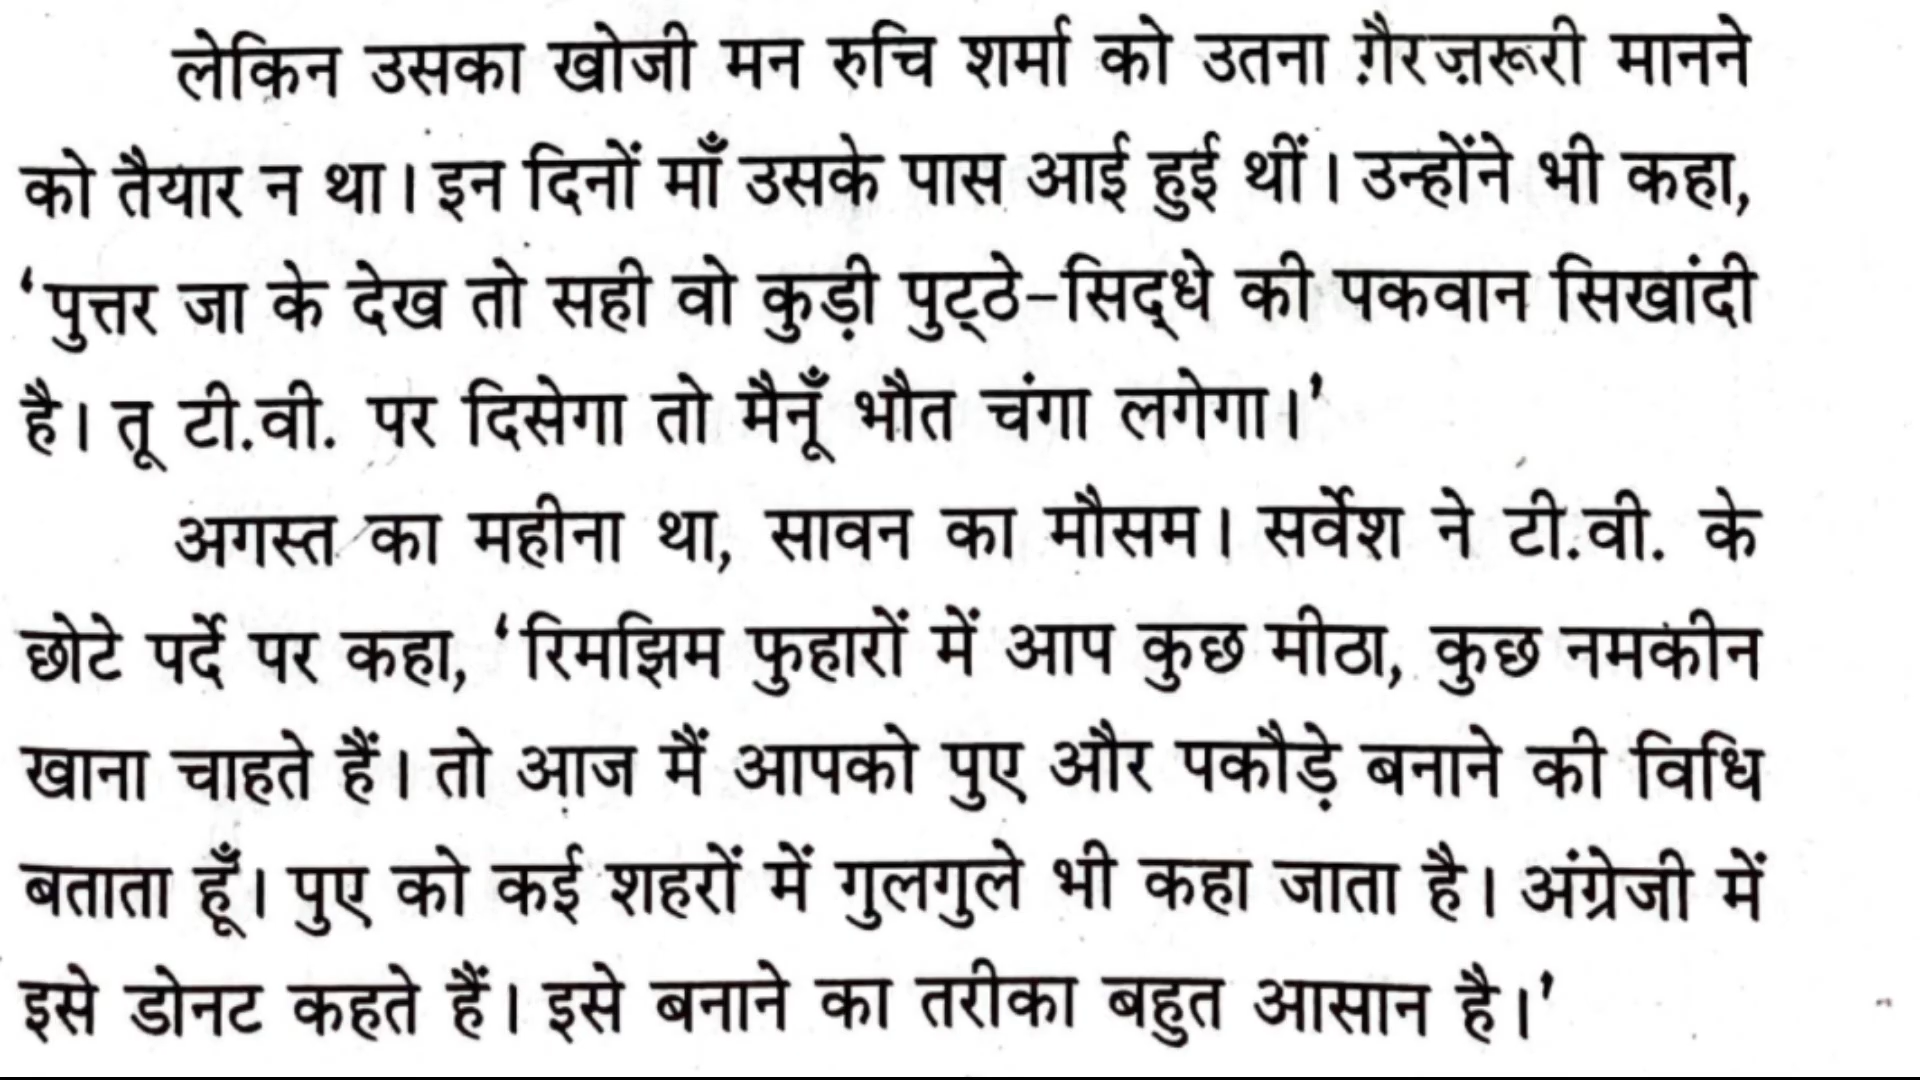 लेकिन उसका खोजी मन रुचि शर्मा को उतना ग़ैरज़रूरी मानने
को तैयार न था। इन दिनों माँ उसके पास आई हुई थीं। उन्होंने भी कहा,
‘पुत्तर जा के देख तो सही वो कुड़ी पुट्ठे-सिद्धे की पकवान सिखांदी
है। तू टी.वी. पर दिसेगा तो मैनूँ भौत चंगा लगेगा।’
अगस्त का महीना था, सावन का मौसम। सर्वेश ने टी.वी. के
छोटे पर्दे पर कहा, ‘रिमझिम फुहारों में आप कुछ मीठा, कुछ नमकीन
खाना चाहते हैं। तो आज मैं आपको पुए और पकौड़े बनाने की विधि
बताता हूँ। पुए को कई शहरों में गुलगुले भी कहा जाता है। अंग्रेजी में
इसे डोनट कहते हैं। इसे बनाने का तरीका बहुत आसान है।’